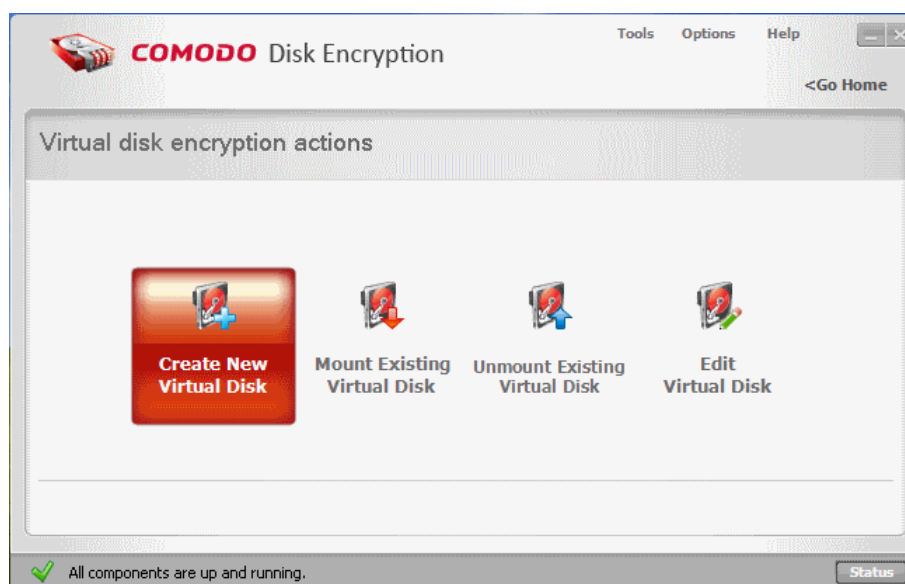 COMODO Disk Encryption
Tools Options Help
<Go Home
Virtual disk encryption actions
Create New
Virtual Disk
Mount Existing
Virtual Disk
Unmount Existing
Virtual Disk
Edit
Virtual Disk
All components are up and running.
Status